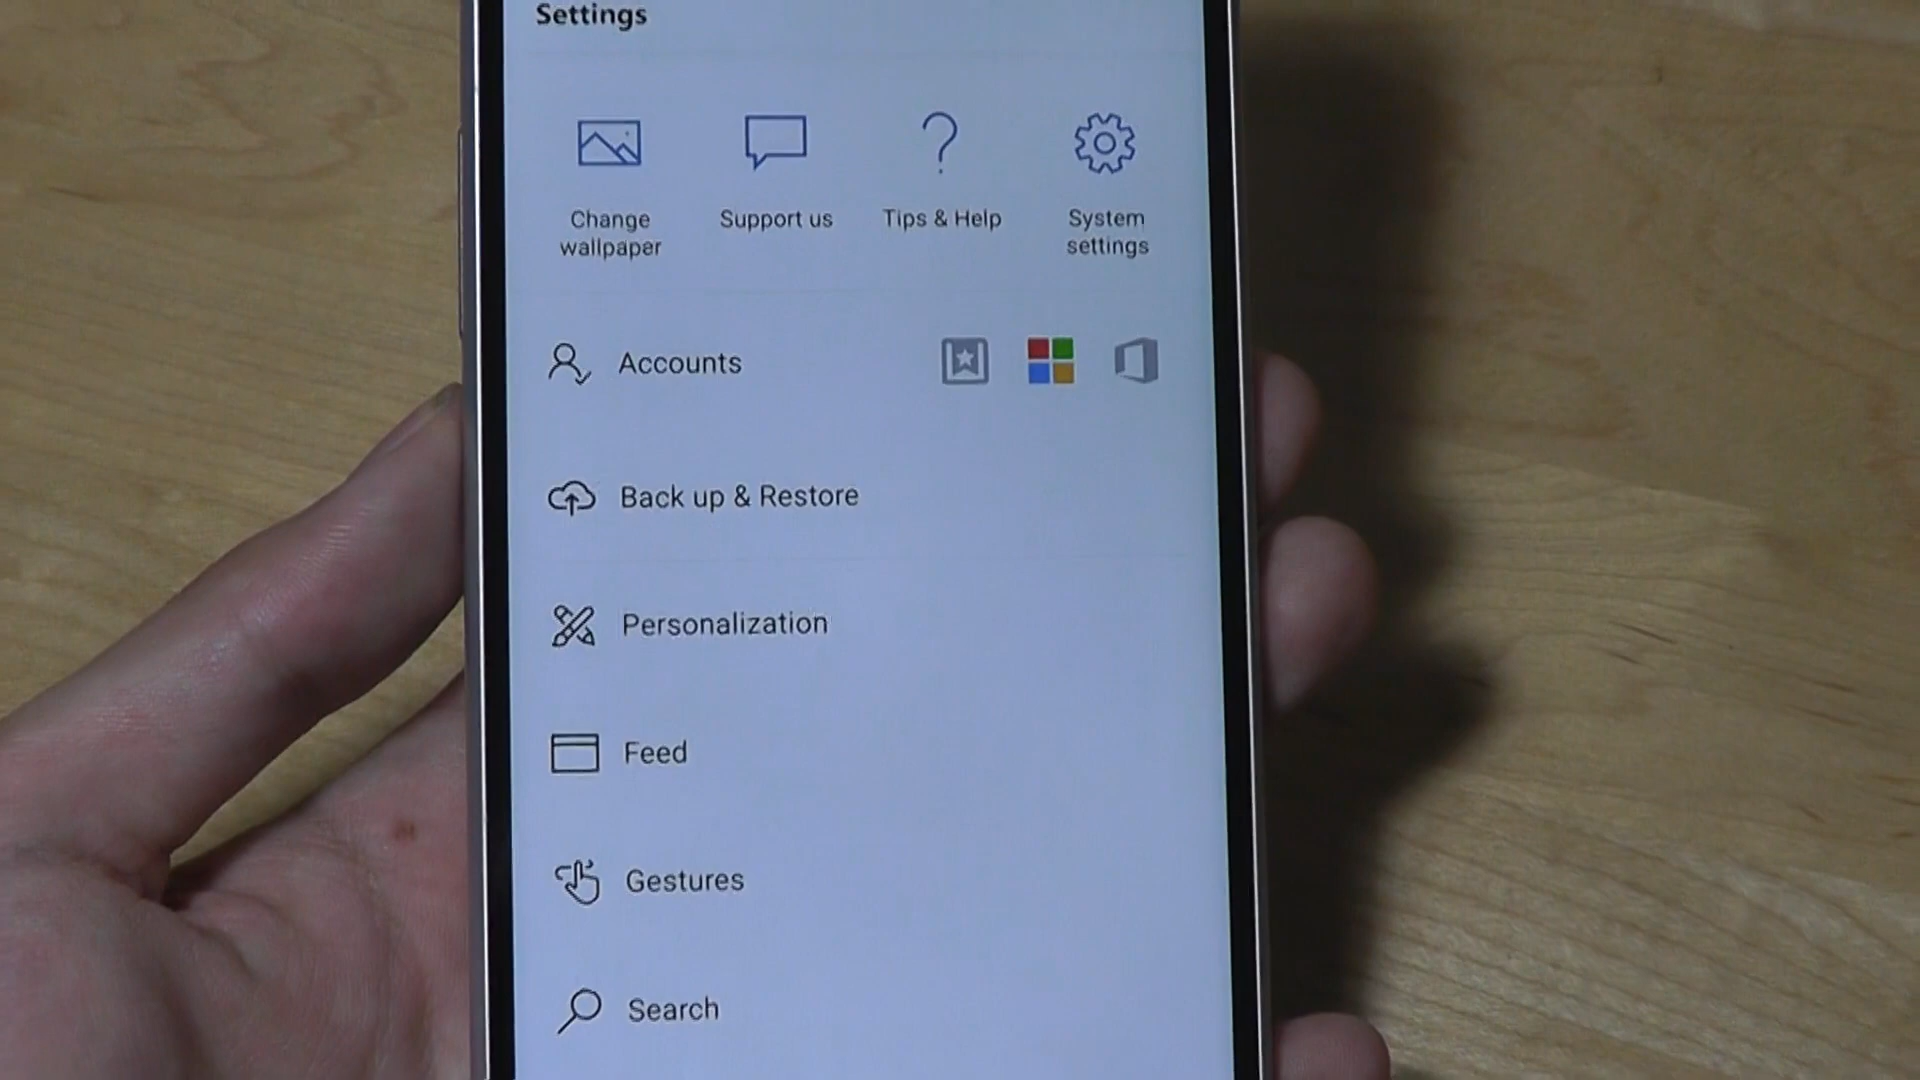 Settings
Change
wallpaper
Support us
Tips & Help
System
settings
Accounts
Back up & Restore
Personalization
Feed
Gestures
Search